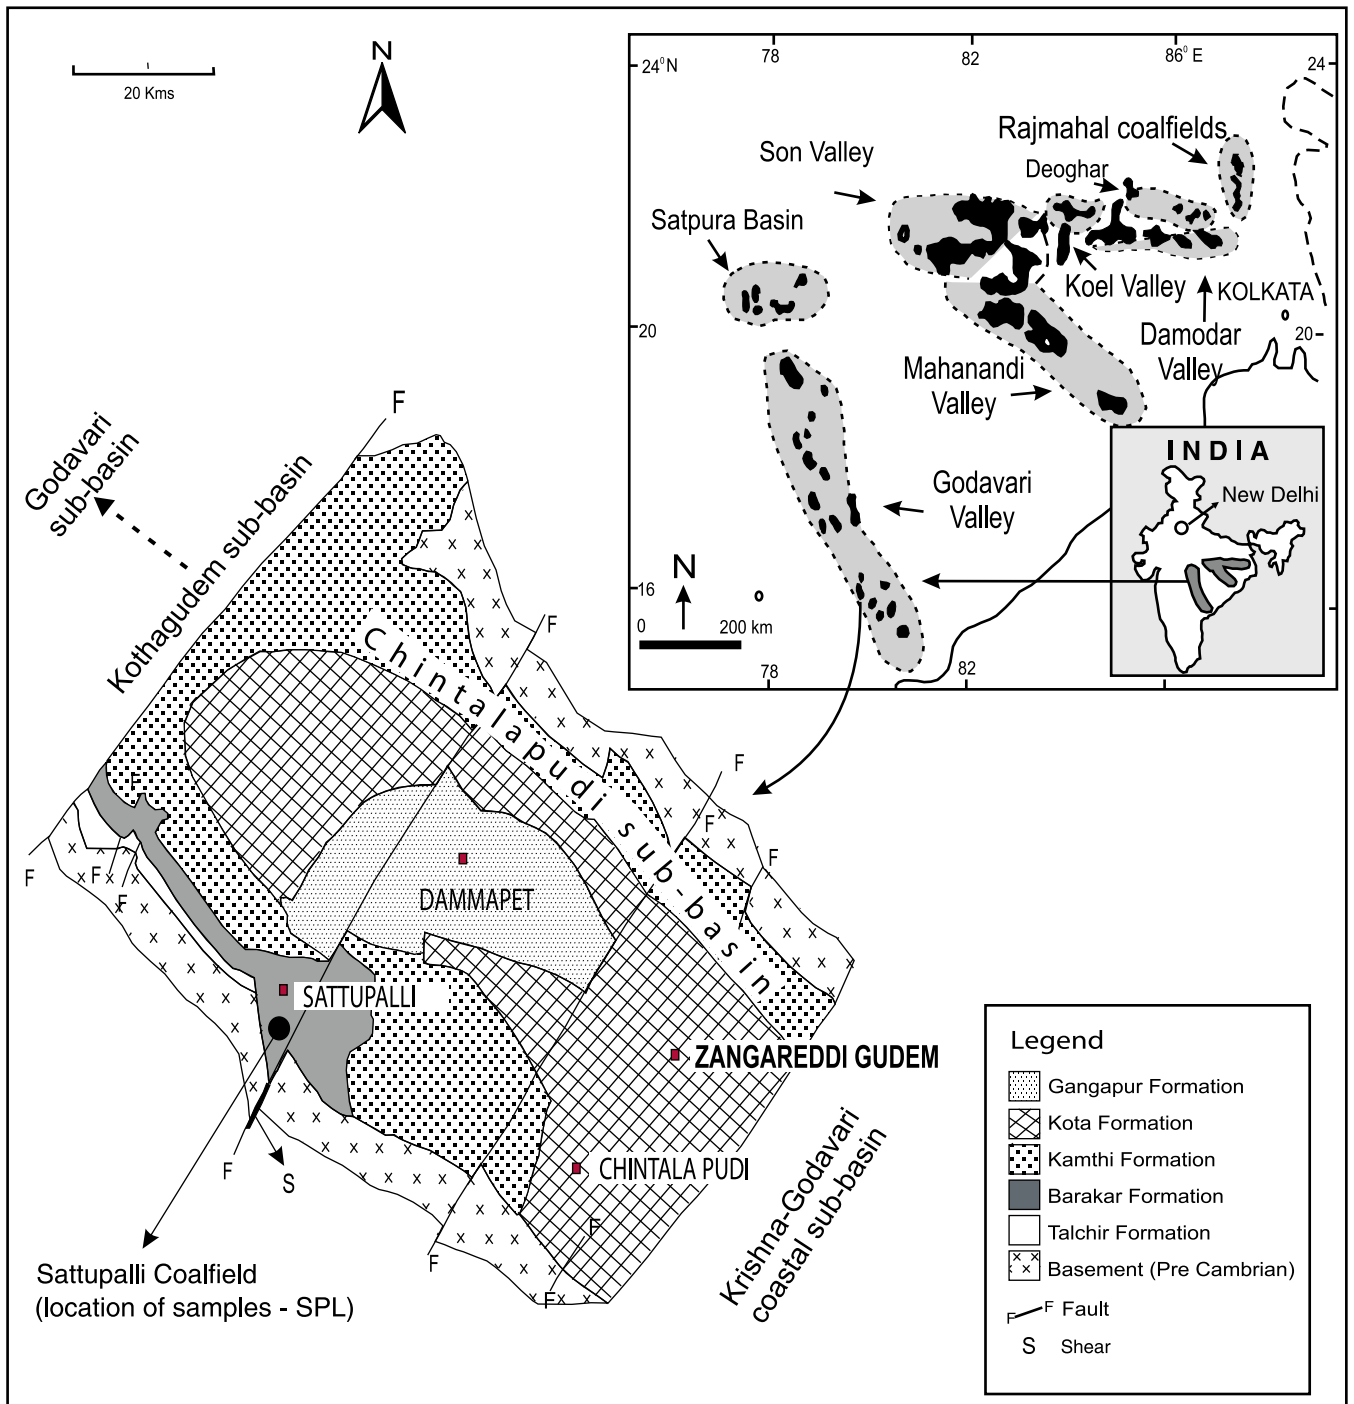 20 Kms
N
78
82
86⁰ E
24⁰N
24
Rajmahal coalfields
Son Valley
Deoghar
Satpura Basin
Koel Valley
KOLKATA
20
20
Damodar
Valley
Mahanandi
Valley
INDIA
New Delhi
Godavari
Valley
N
16
0
200 km
78
82
F
Godavari
sub-basin
Kothagudem sub-basin
F
Chintalapudi sub-basin
F
F
F
F
F
F
F
F
DAMMAPET
SATTUPALLI
ZANGAREDDI GUDEM
CHINTALA PUDI
F
S
F
F
F
Krishna-Godavari
coastal sub-basin
Sattupalli Coalfield
(location of samples - SPL)
Legend
Gangapur Formation
Kota Formation
Kamthi Formation
Barakar Formation
Talchir Formation
Basement (Pre Cambrian)
F F Fault
S Shear